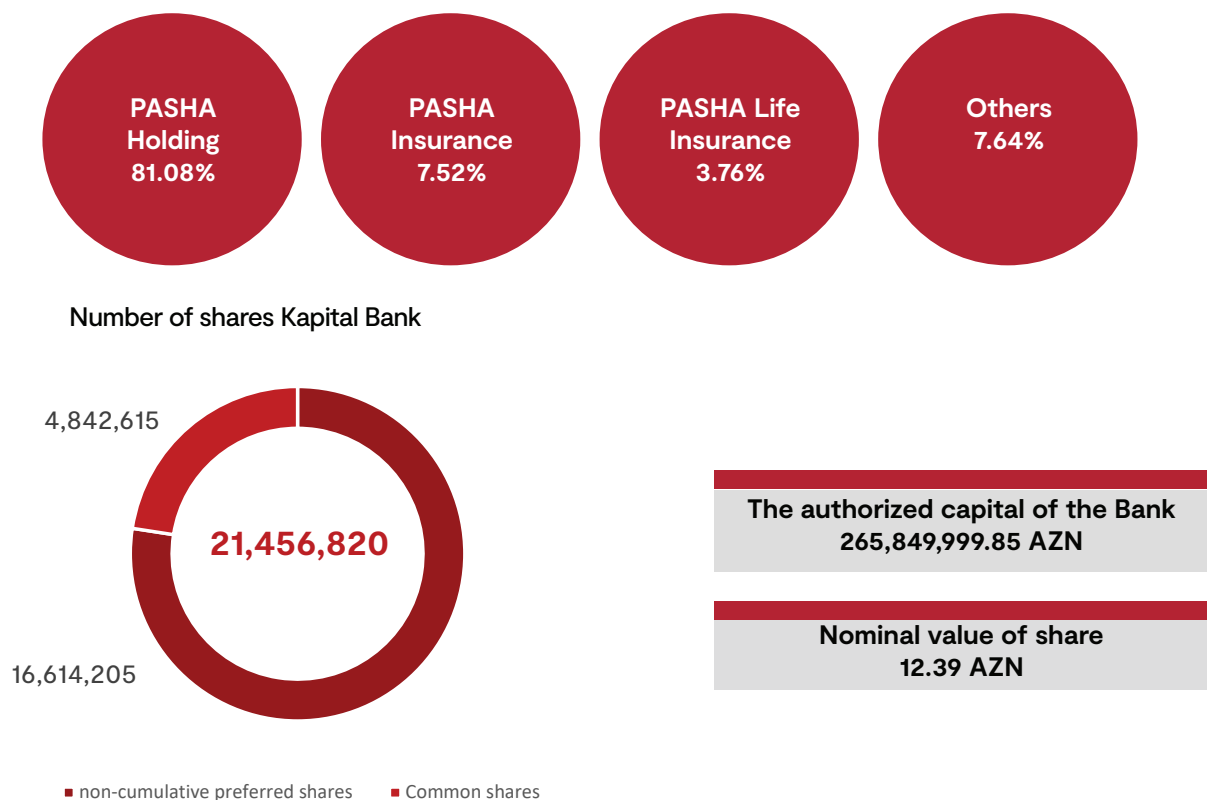 PASHA
Holding
81.08%
PASHA
Insurance
7.52%
PASHA Life
Insurance
3.76%
Others
7.64%
Number of shares Kapital Bank
4,842,615
21,456,820
16,614,205
The authorized capital of the Bank
265,849,999.85 AZN
Nominal value of share
12.39 AZN
non-cumulative preferred shares
Common shares